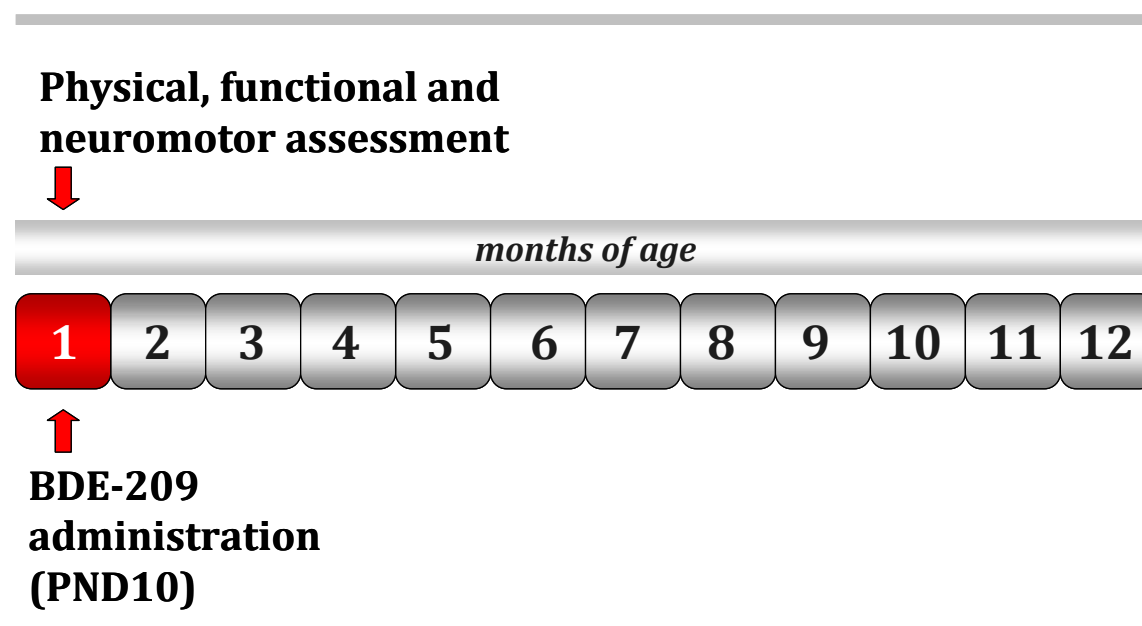 Physical, functional and
neuromotor assessment
months of age
1 2 3 4 5 6 7 8 9 10 11 12
BDE-209
administration
(PND10)